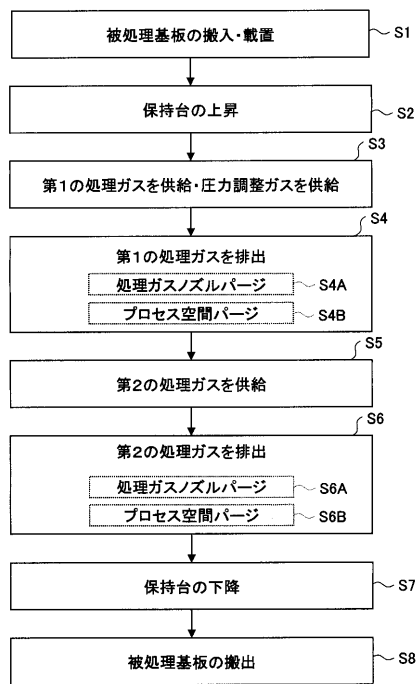 被処理基板の搬入・載置
S1
保持台の上昇
S2
S3
第1の処理ガスを供給・圧力調整ガスを供給
S4
第1の処理ガスを排出
処理ガスノズルパージ
S4A
プロセス空間パージ
S4B
S5
第2の処理ガスを供給
S6
第2の処理ガスを排出
処理ガスノズルパージ
S6A
プロセス空間パージ
S6B
保持台の下降
S7
被処理基板の搬出
S8